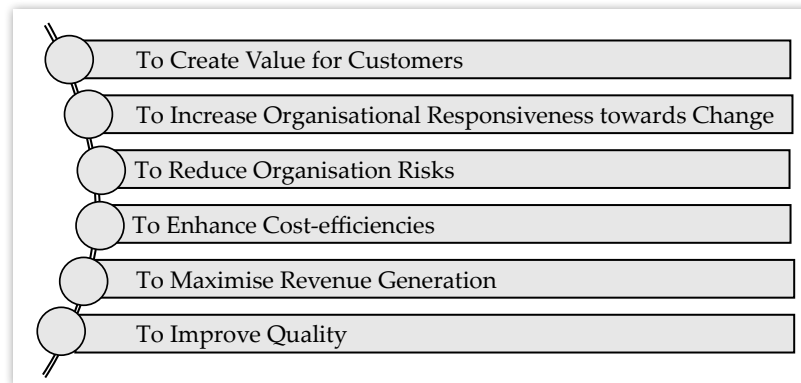 To Create Value for Customers
To Increase Organisational Responsiveness towards Change
To Reduce Organisation Risks
To Enhance Cost-efficiencies
To Maximise Revenue Generation
To Improve Quality